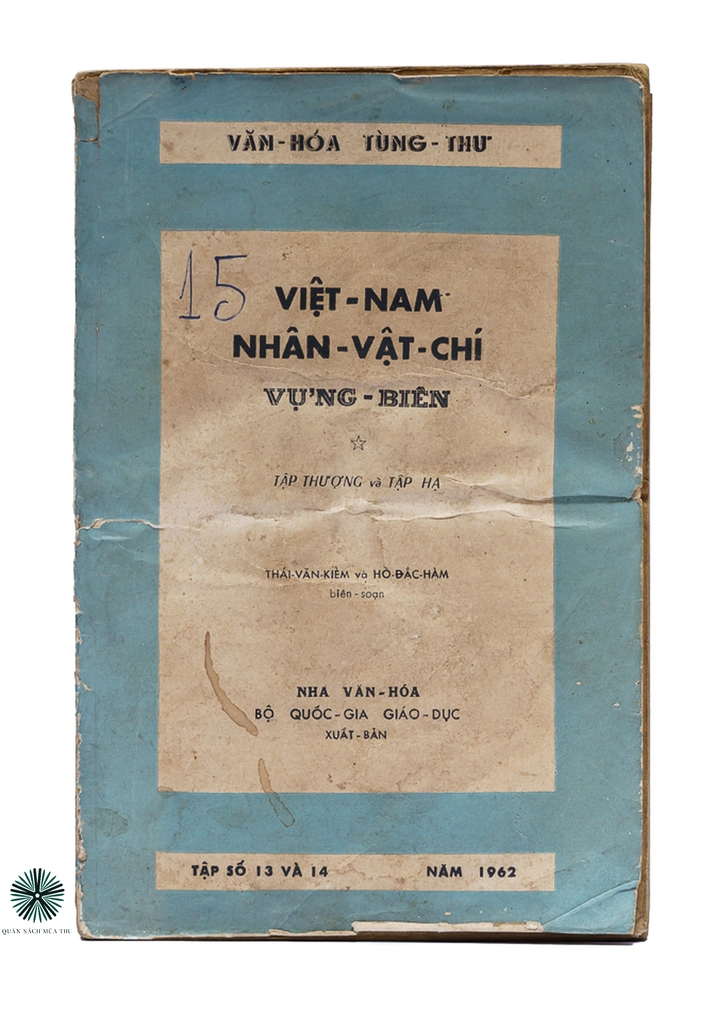 VĂN-HÓA TÙNG-THƯ
15
VIỆT-NAM
NHÂN-VẬT-CHÍ
VỰNG-BIÊN
TẬP THƯỢNG và TẬP HẠ
THÁI-VĂN-KIỂM và HỒ-ĐẮC-HÀM
biên-soạn
NHA VĂN-HÓA
BỘ QUỐC-GIA GIÁO-DỤC
XUẤT-BẢN
TẬP SỐ 13 VÀ 14 NĂM 1962
QUÁN SÁCH MÙA THU